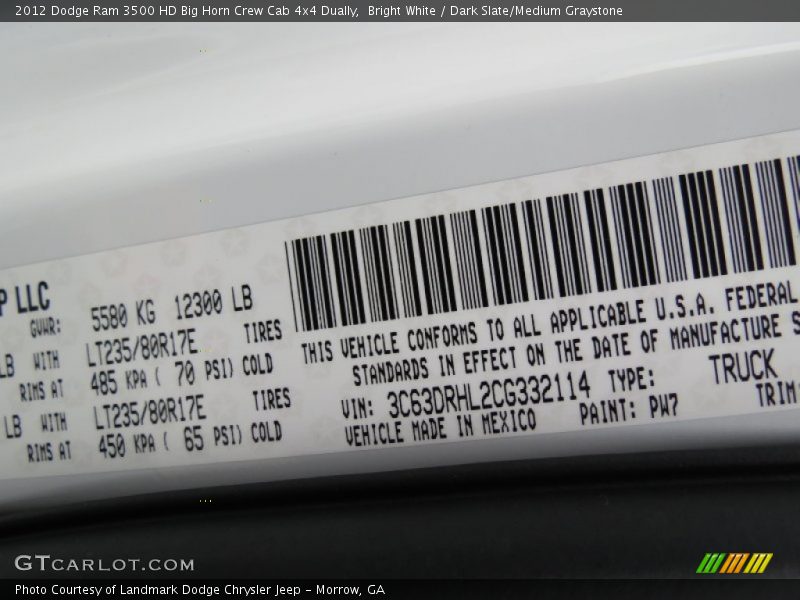 2012 Dodge Ram 3500 HD Big Horn Crew Cab 4x4 Dually, Bright White / Dark Slate/Medium Graystone
P LLC
GVWR: 5580 KG 12300 LB
LB WITH LT235/80R17E TIRES
RIMS AT 485 KPA ( 70 PSI) COLD
LB WITH LT235/80R17E TIRES
RIMS AT 450 KPA ( 65 PSI) COLD
THIS VEHICLE CONFORMS TO ALL APPLICABLE U.S.A. FEDERAL
STANDARDS IN EFFECT ON THE DATE OF MANUFACTURE S
VIN: 3C63DRHL2CG332114 TYPE: TRUCK
VEHICLE MADE IN MEXICO PAINT: PW7 TRIM
GTCARLOT.COM
Photo Courtesy of Landmark Dodge Chrysler Jeep - Morrow, GA